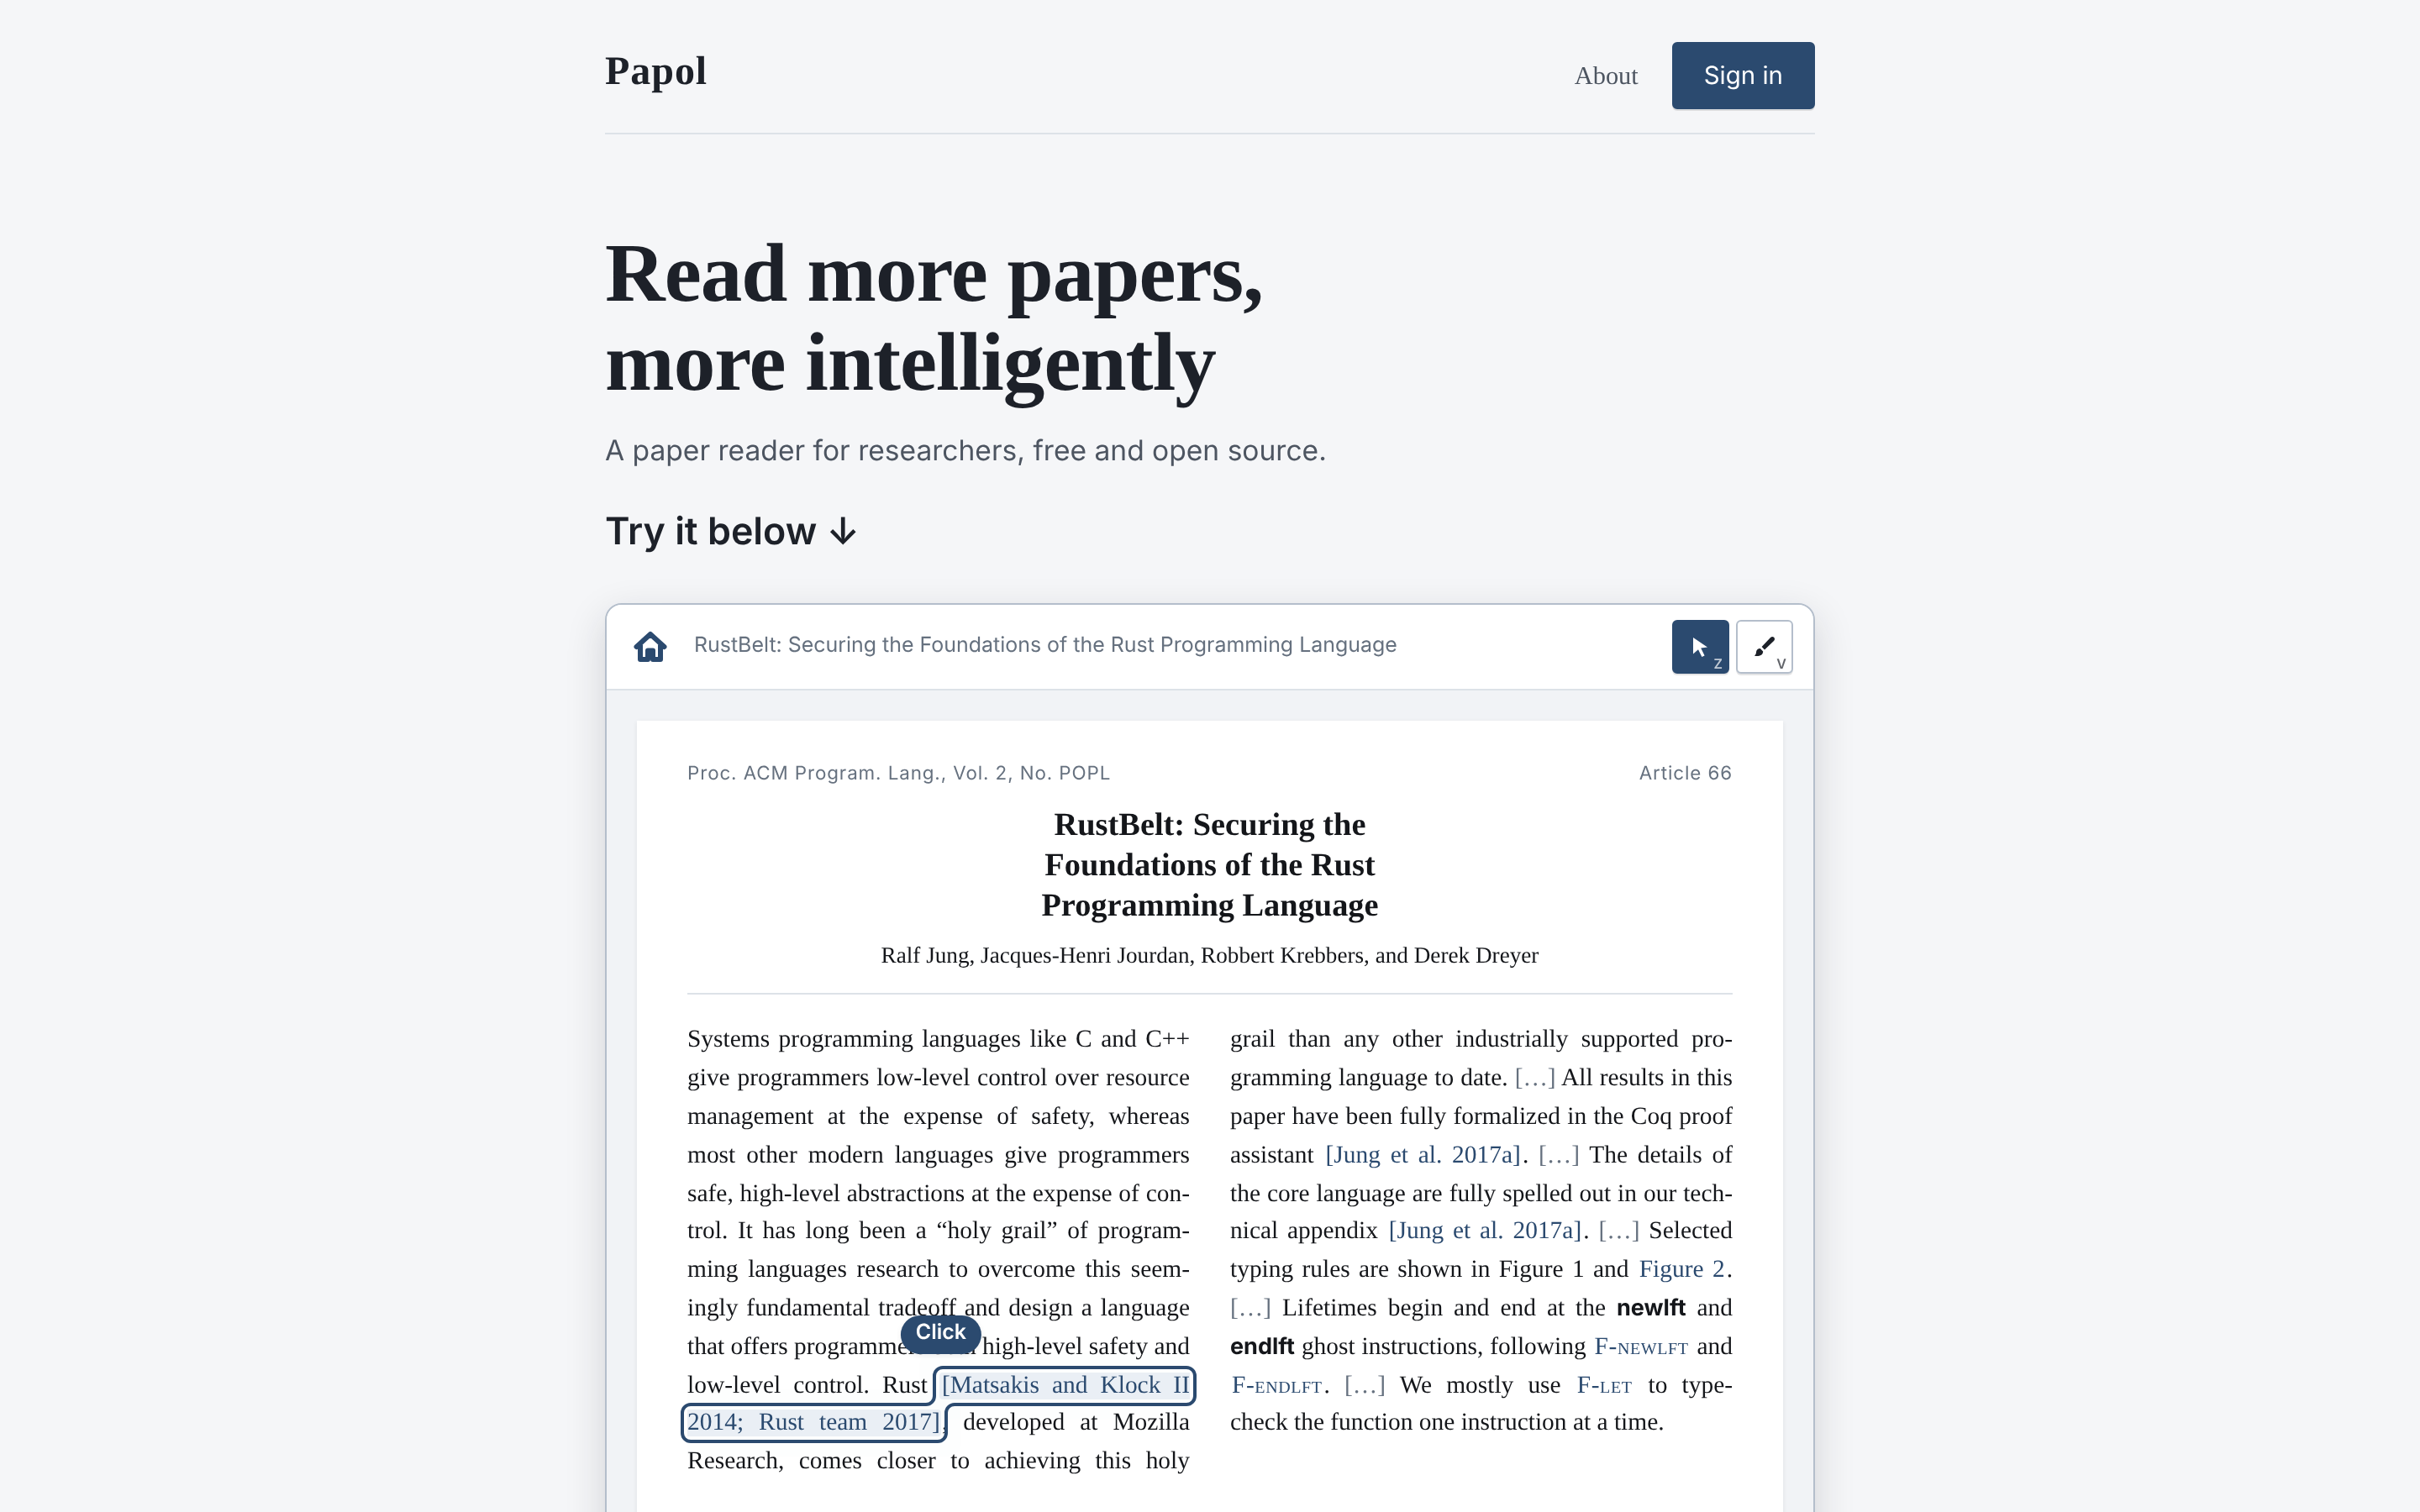 Papol
About
Sign in
Read more papers,
more intelligently
A paper reader for researchers, free and open source.
Try it below ↓
RustBelt: Securing the Foundations of the Rust Programming Language
z
v
Proc. ACM Program. Lang., Vol. 2, No. POPL
Article 66
RustBelt: Securing the
Foundations of the Rust
Programming Language
Ralf Jung, Jacques-Henri Jourdan, Robbert Krebbers, and Derek Dreyer
Systems programming languages like C and C++
give programmers low-level control over resource
management at the expense of safety, whereas
most other modern languages give programmers
safe, high-level abstractions at the expense of con-
trol. It has long been a “holy grail” of program-
ming languages research to overcome this seem-
ingly fundamental tradeoff and design a language
Click
that offers high-level safety and
low-level control. Rust [Matsakis and Klock II
2014; Rust team 2017], developed at Mozilla
Research, comes closer to achieving this holy
grail than any other industrially supported pro-
gramming language to date. […] All results in this
paper have been fully formalized in the Coq proof
assistant [Jung et al. 2017a]. […] The details of
the core language are fully spelled out in our tech-
nical appendix [Jung et al. 2017a]. […] Selected
typing rules are shown in Figure 1 and Figure 2.
[…] Lifetimes begin and end at the newlft and
endlft ghost instructions, following F-NEWLFT and
F-ENDLFT. […] We mostly use F-LET to type-
check the function one instruction at a time.